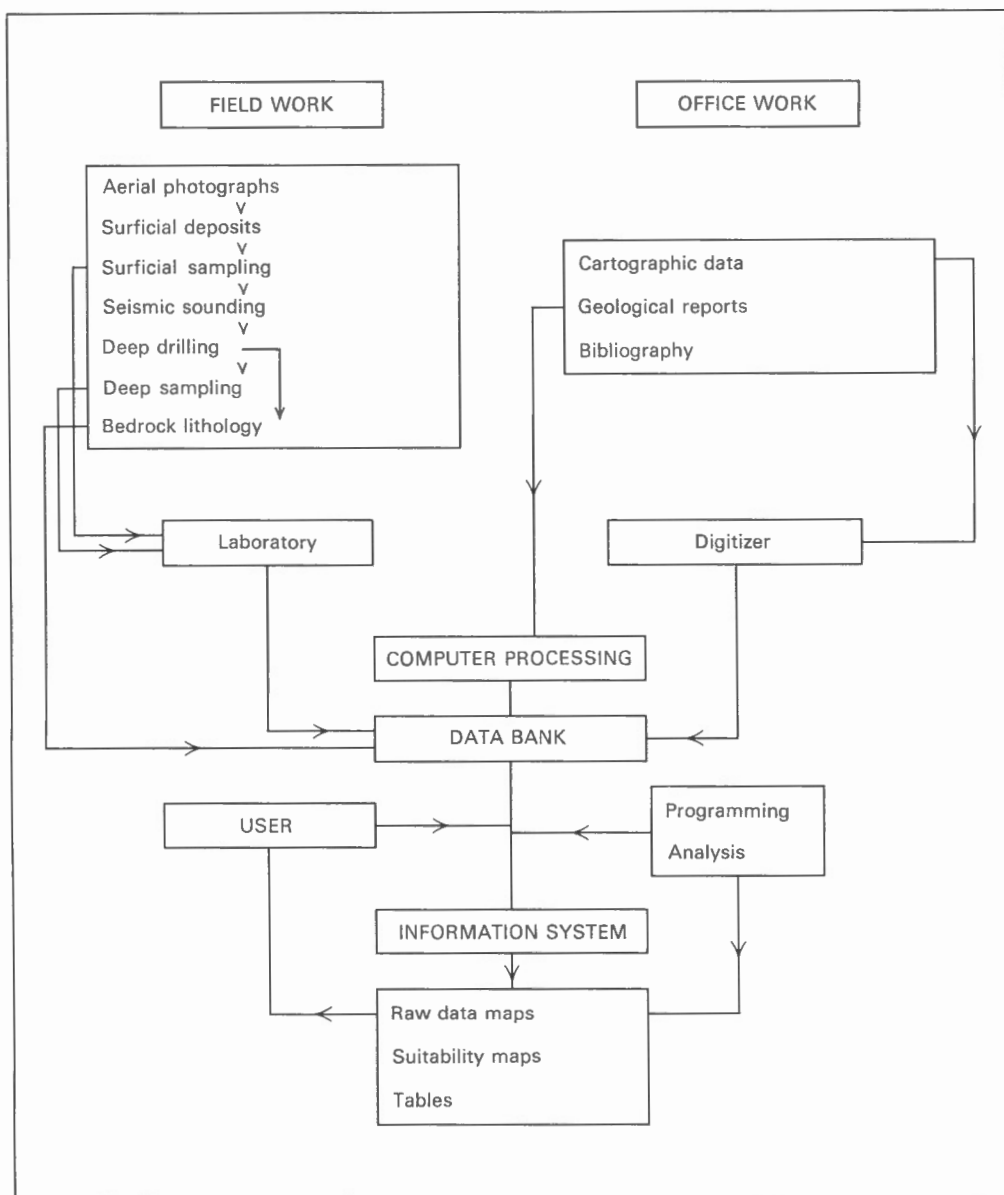 FIELD WORK
OFFICE WORK
Aerial photographs
Surficial deposits
Surficial sampling
Seismic sounding
Deep drilling
Deep sampling
Bedrock lithology
Cartographic data
Geological reports
Bibliography
Laboratory
Digitizer
COMPUTER PROCESSING
DATA BANK
USER
Programming
Analysis
INFORMATION SYSTEM
Raw data maps
Suitability maps
Tables